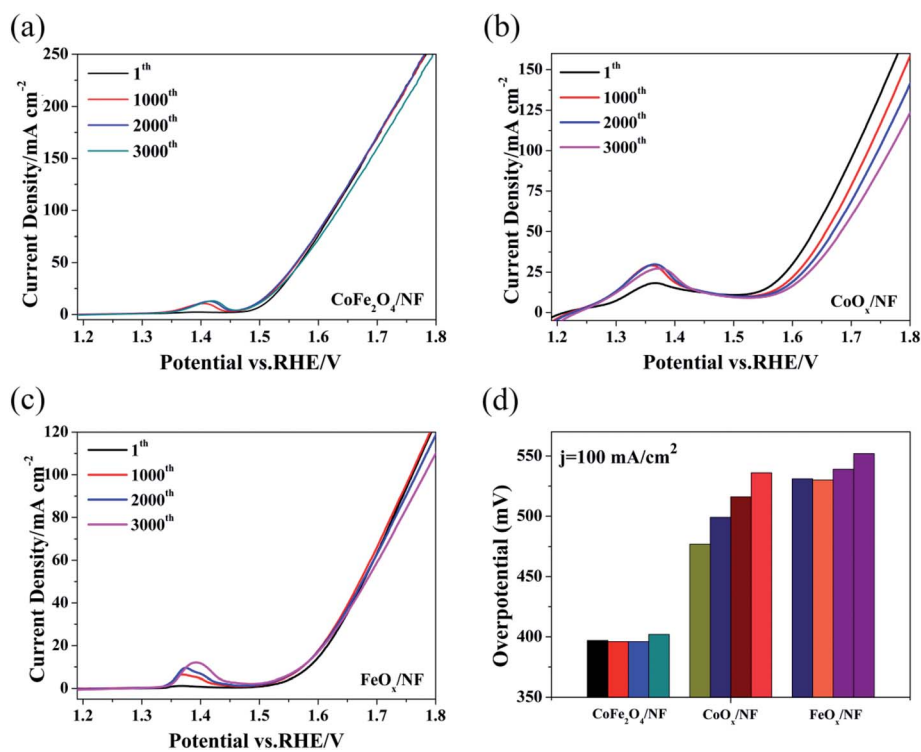 (a)
250
200
150
100
50
0
1th
1000th
2000th
3000th
CoFe2O4/NF
1.2 1.3 1.4 1.5 1.6 1.7 1.8
Potential vs.RHE/V
Current Density/mA cm-2
(b)
150
125
100
75
50
25
0
1th
1000th
2000th
3000th
CoOx/NF
1.2 1.3 1.4 1.5 1.6 1.7 1.8
Potential vs.RHE/V
Current Density/mA cm-2
(c)
120
100
80
60
40
20
0
1th
1000th
2000th
3000th
FeOx/NF
1.2 1.3 1.4 1.5 1.6 1.7 1.8
Potential vs.RHE/V
Current Density/mA cm-2
(d)
j=100 mA/cm2
550
500
450
400
350
Overpotential (mV)
CoFe2O4/NF CoOx/NF FeOx/NF